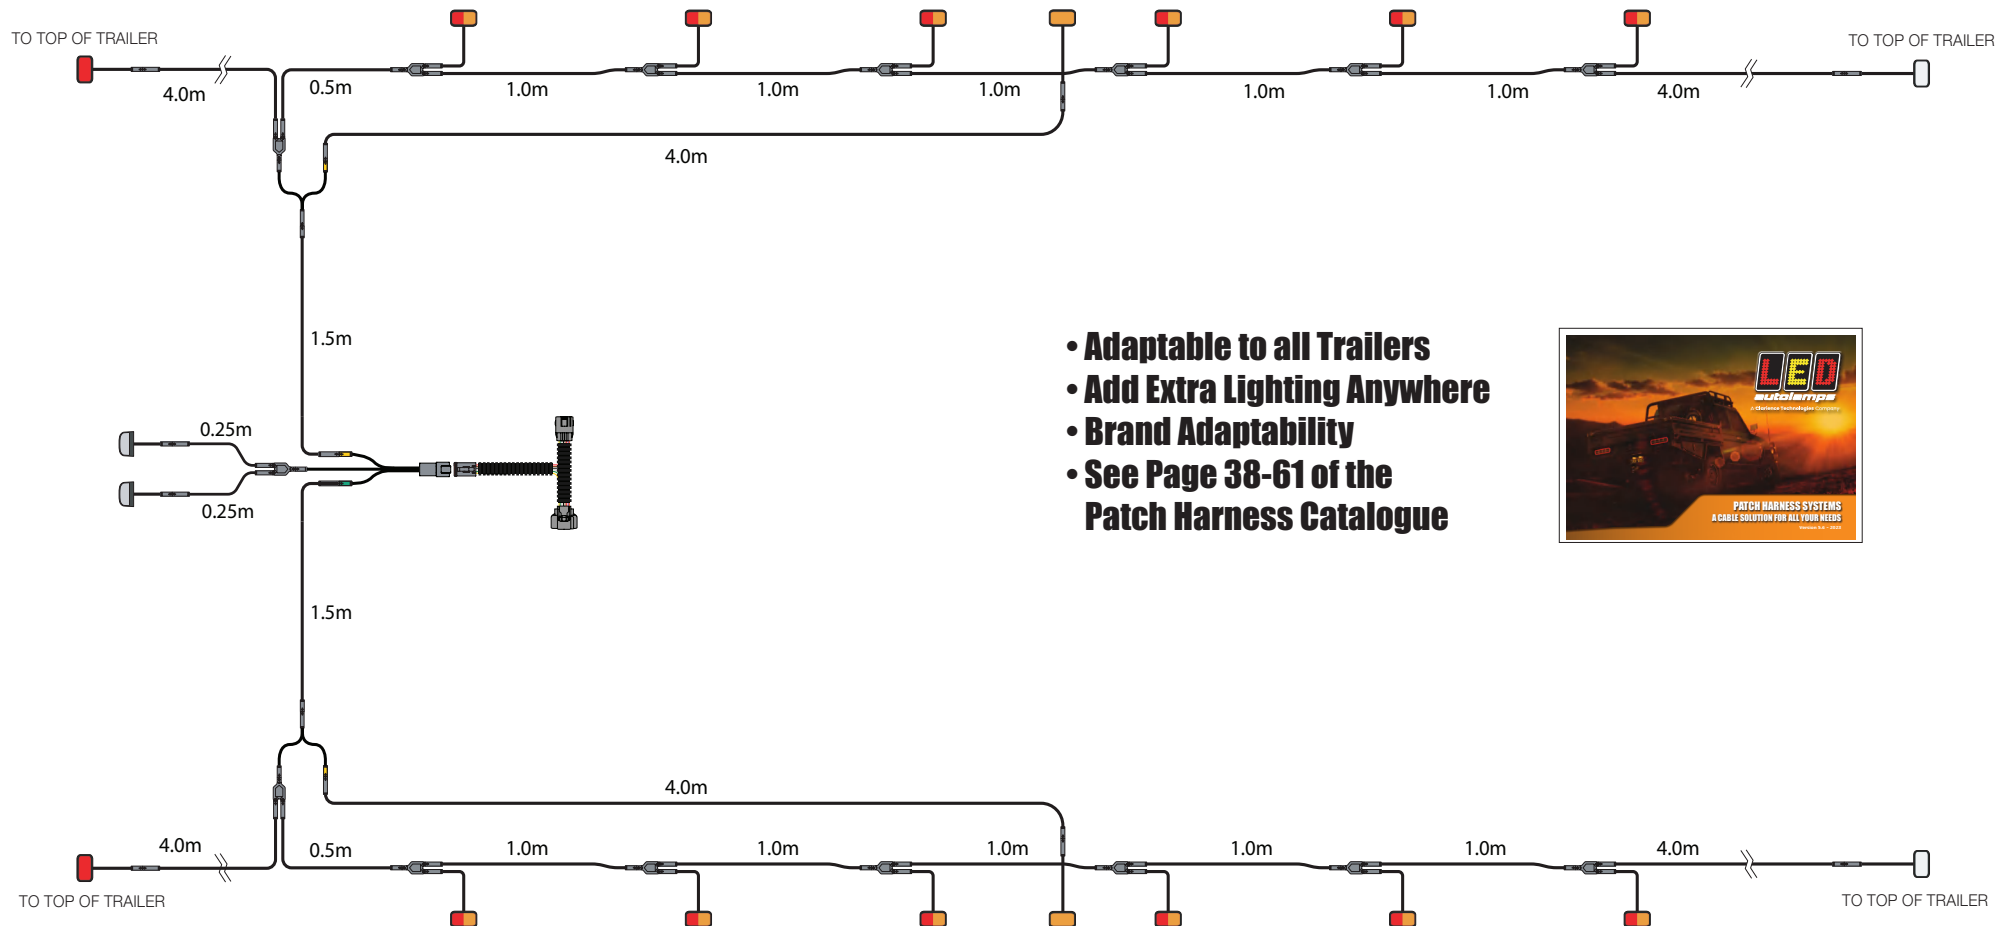 TO TOP OF TRAILER
TO TOP OF TRAILER
4.0m
0.5m
1.0m
1.0m
1.0m
1.0m
1.0m
4.0m
4.0m
1.5m
• Adaptable to all Trailers
• Add Extra Lighting Anywhere
• Brand Adaptability
• See Page 38-61 of the
Patch Harness Catalogue
LED
autolamps
A Clarience Technologies Company
PATCH HARNESS SYSTEMS
A CABLE SOLUTION FOR ALL YOUR NEEDS
0.25m
0.25m
1.5m
4.0m
4.0m
0.5m
1.0m
1.0m
1.0m
1.0m
1.0m
4.0m
TO TOP OF TRAILER
TO TOP OF TRAILER